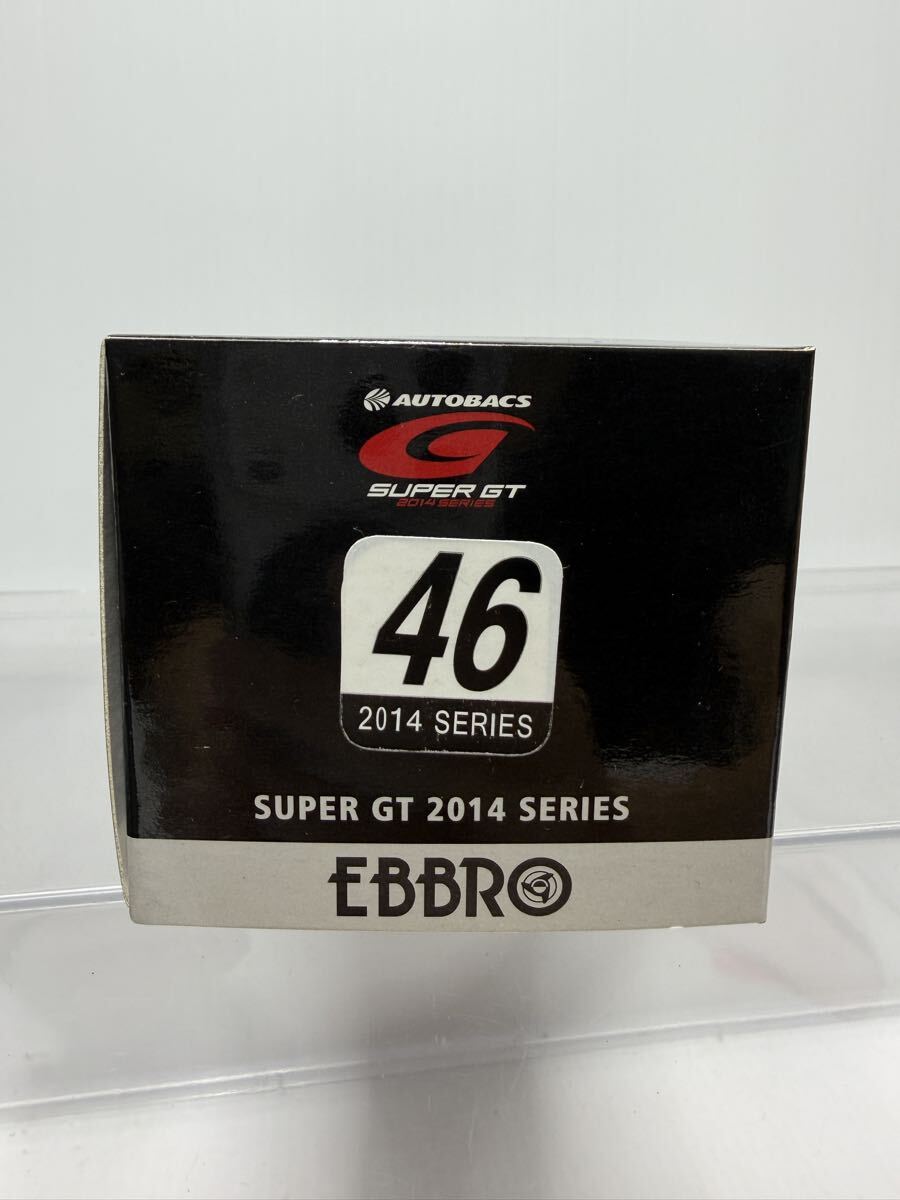 AUTOBACS
SUPER GT
2014 SERIES
46
2014 SERIES
SUPER GT 2014 SERIES
EBBRO